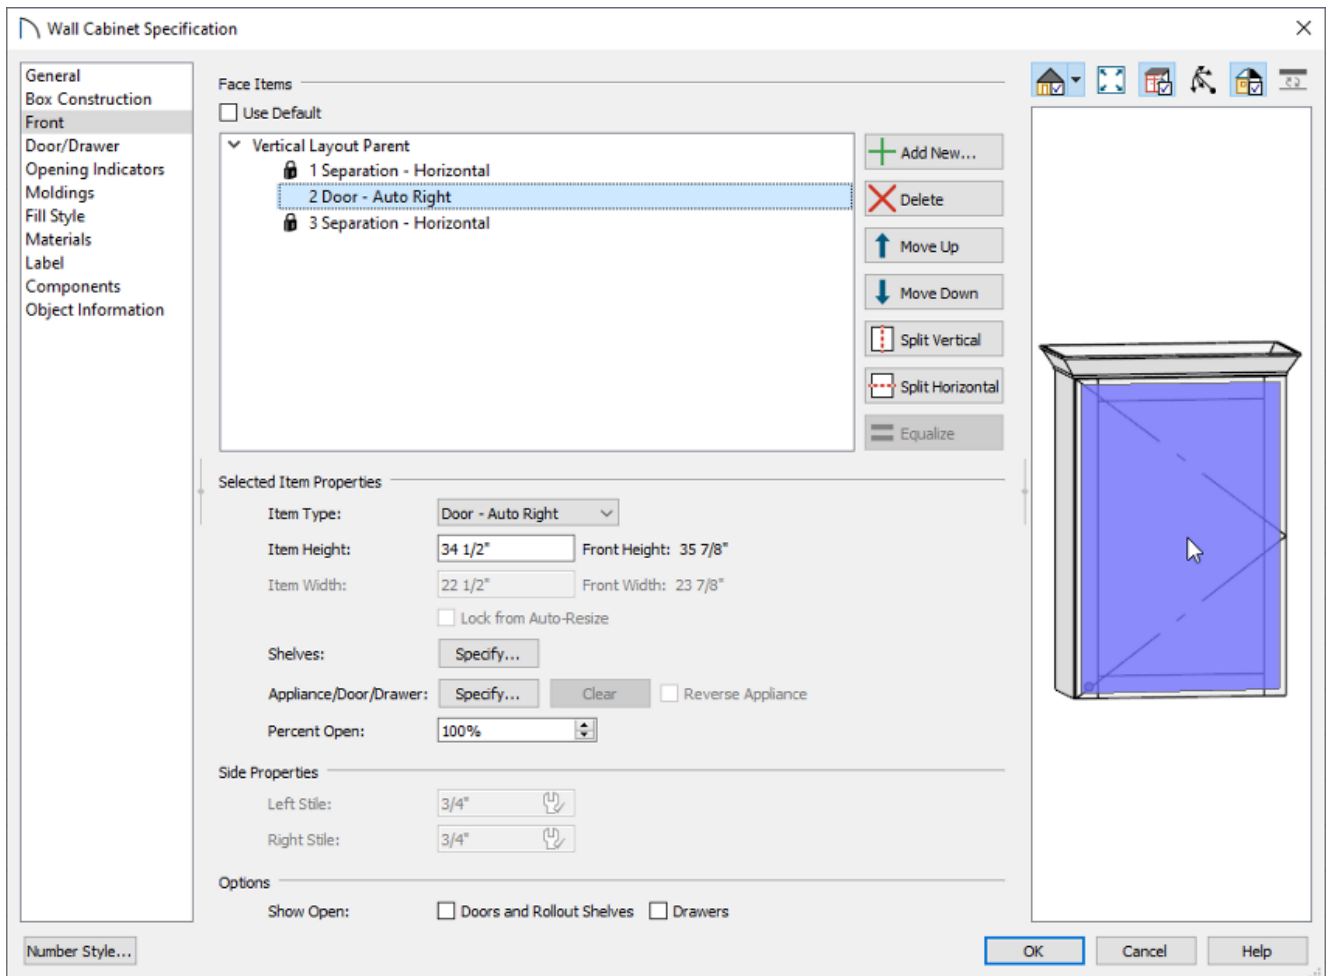 Wall Cabinet Specification
General
Box Construction
Front
Door/Drawer
Opening Indicators
Moldings
Fill Style
Materials
Label
Components
Object Information
Face Items
Use Default
Vertical Layout Parent
1 Separation - Horizontal
2 Door - Auto Right
3 Separation - Horizontal
Add New...
Delete
Move Up
Move Down
Split Vertical
Split Horizontal
Equalize
Selected Item Properties
Item Type: Door - Auto Right
Item Height: 34 1/2" Front Height: 35 7/8"
Item Width: 22 1/2" Front Width: 23 7/8"
Lock from Auto-Resize
Shelves: Specify...
Appliance/Door/Drawer: Specify... Clear Reverse Appliance
Percent Open: 100%
Side Properties
Left Stile: 3/4"
Right Stile: 3/4"
Options
Show Open: Doors and Rollout Shelves Drawers
Number Style... OK Cancel Help